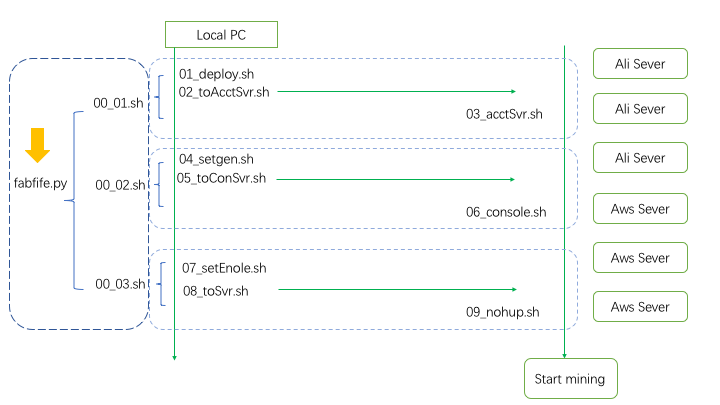 Local PC
Ali Sever
01_deploy.sh
02_toAcctSvr.sh
00_01.sh
Ali Sever
03_acctSvr.sh
04_setgen.sh
Ali Sever
05_toConSvr.sh
fabfife.py
00_02.sh
06_console.sh
Aws Sever
Aws Sever
07_setEnole.sh
00_03.sh
08_toSvr.sh
Aws Sever
09_nohup.sh
Start mining